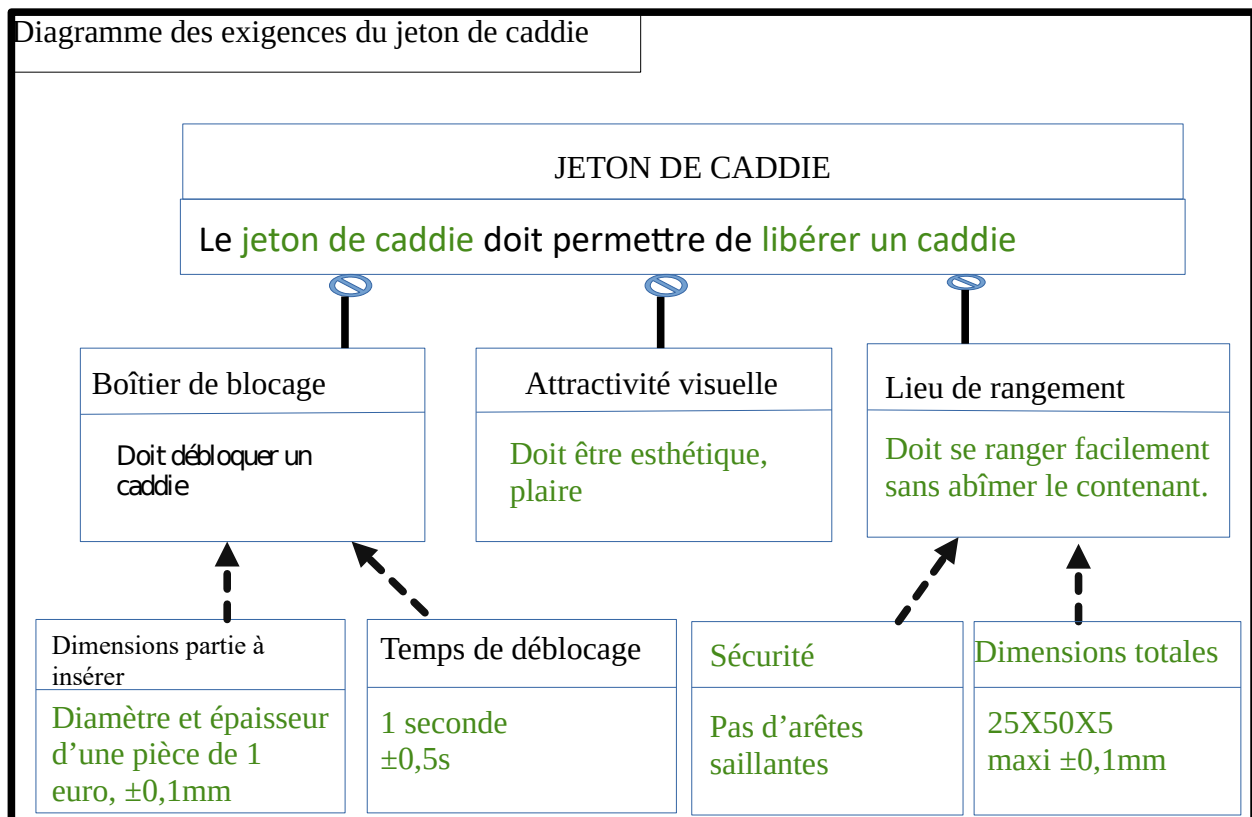 Diagramme des exigences du jeton de caddie
JETON DE CADDIE
Le jeton de caddie doit permettre de libérer un caddie
Boîtier de blocage
Doit débloquer un
caddie
Attractivité visuelle
Doit être esthétique,
plaire
Lieu de rangement
Doit se ranger facilement
sans abîmer le contenant.
Dimensions partie à
insérer
Diamètre et épaisseur
d’une pièce de 1
euro, ±0,1mm
Temps de déblocage
1 seconde
±0,5s
Sécurité
Pas d’arêtes
saillantes
Dimensions totales
25X50X5
maxi ±0,1mm